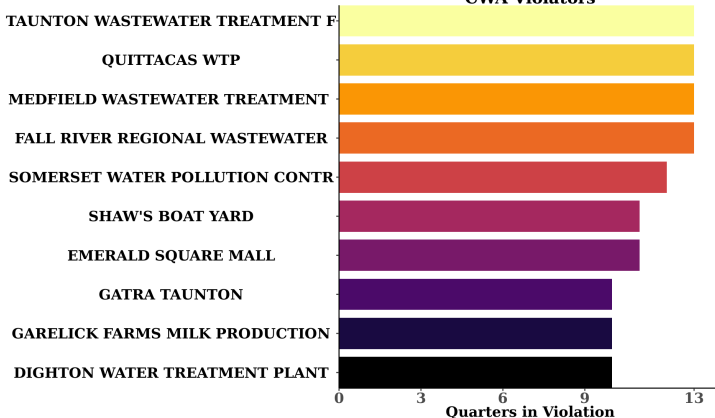 CWA Violators
TAUNTON WASTEWATER TREATMENT F
QUITTACAS WTP
MEDFIELD WASTEWATER TREATMENT
FALL RIVER REGIONAL WASTEWATER
SOMERSET WATER POLLUTION CONTR
SHAW'S BOAT YARD
EMERALD SQUARE MALL
GATRA TAUNTON
GARELICK FARMS MILK PRODUCTION
DIGHTON WATER TREATMENT PLANT
0 3 6 9 13
Quarters in Violation